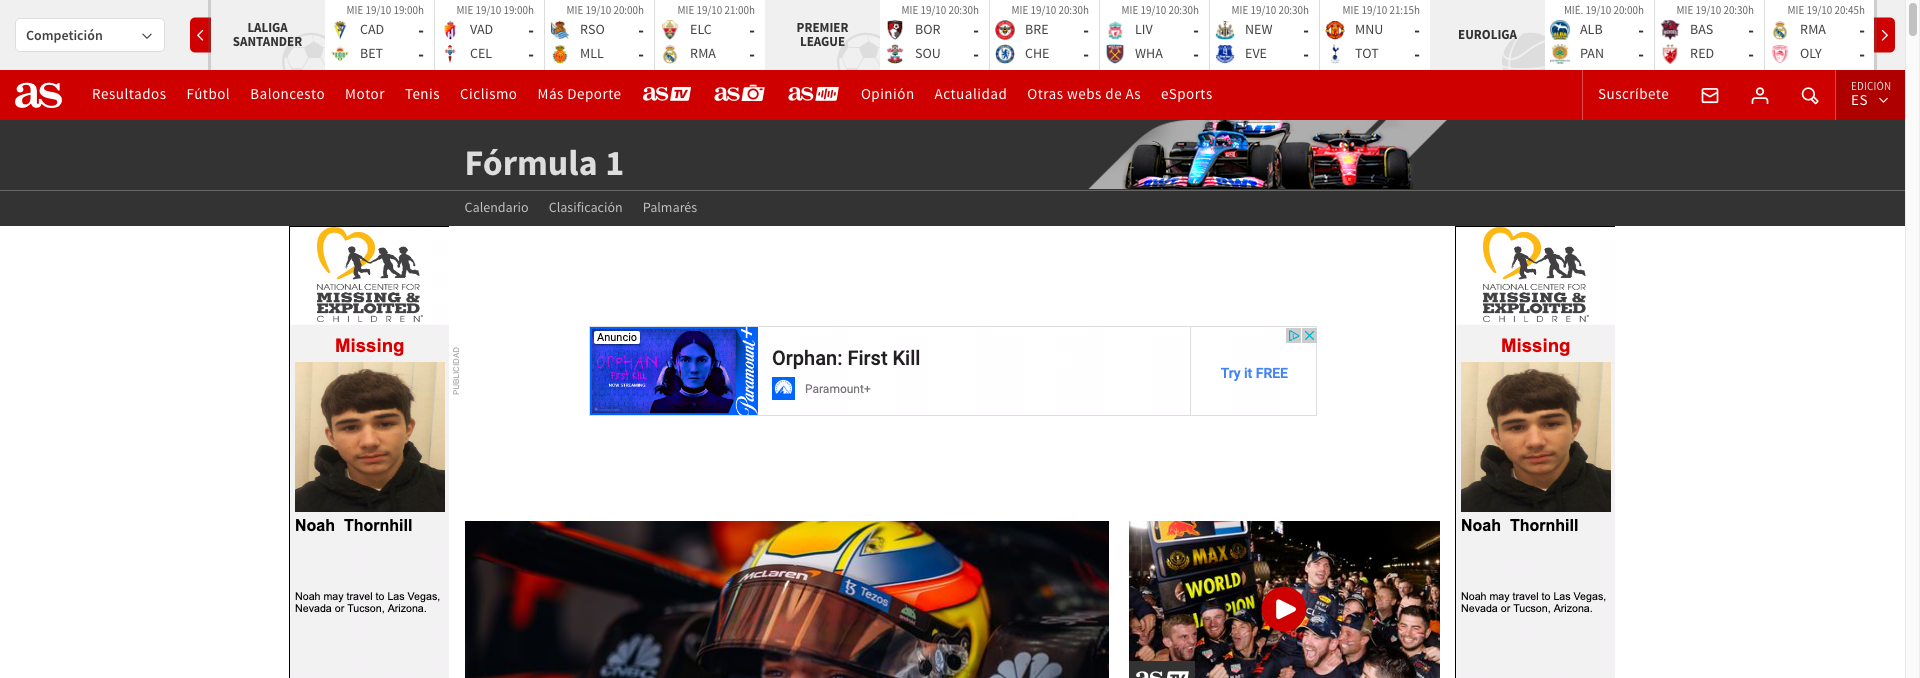 Competición
LALIGA
SANTANDER
MIE 19/10 19:00h
CAD -
BET -
MIE 19/10 19:00h
VAD -
CEL -
MIE 19/10 20:00h
RSO -
MLL -
MIE 19/10 21:00h
ELC -
RMA -
PREMIER
LEAGUE
MIE 19/10 20:30h
BOR -
SOU -
MIE 19/10 20:30h
BRE -
CHE -
MIE 19/10 20:30h
LIV -
WHA -
MIE 19/10 20:30h
NEW -
EVE -
MIE 19/10 21:15h
MNU -
TOT -
EUROLIGA
MIÉ. 19/10 20:00h
ALB -
PAN -
MIE 19/10 20:30h
BAS -
RED -
MIE 19/10 20:45h
RMA -
OLY -
as Resultados Fútbol Baloncesto Motor Tenis Ciclismo Más Deporte as TV as as Opinión Actualidad Otras webs de As eSports Suscríbete
EDICIÓN
ES
Fórmula 1
Calendario Clasificación Palmarés
NATIONAL CENTER FOR
MISSING &
EXPLOITED
CHILDREN
Missing
Noah Thornhill
Noah may travel to Las Vegas,
Nevada or Tucson, Arizona.
PUBLICIDAD
Anuncio
ORPHAN
FIRST KILL
NOW STREAMING
Paramount+
Orphan: First Kill
Paramount+
Try it FREE
McLAREN
Tezos
CNBC
MAX
WORLD
CHAMPION
as TV
NATIONAL CENTER FOR
MISSING &
EXPLOITED
CHILDREN
Missing
Noah Thornhill
Noah may travel to Las Vegas,
Nevada or Tucson, Arizona.